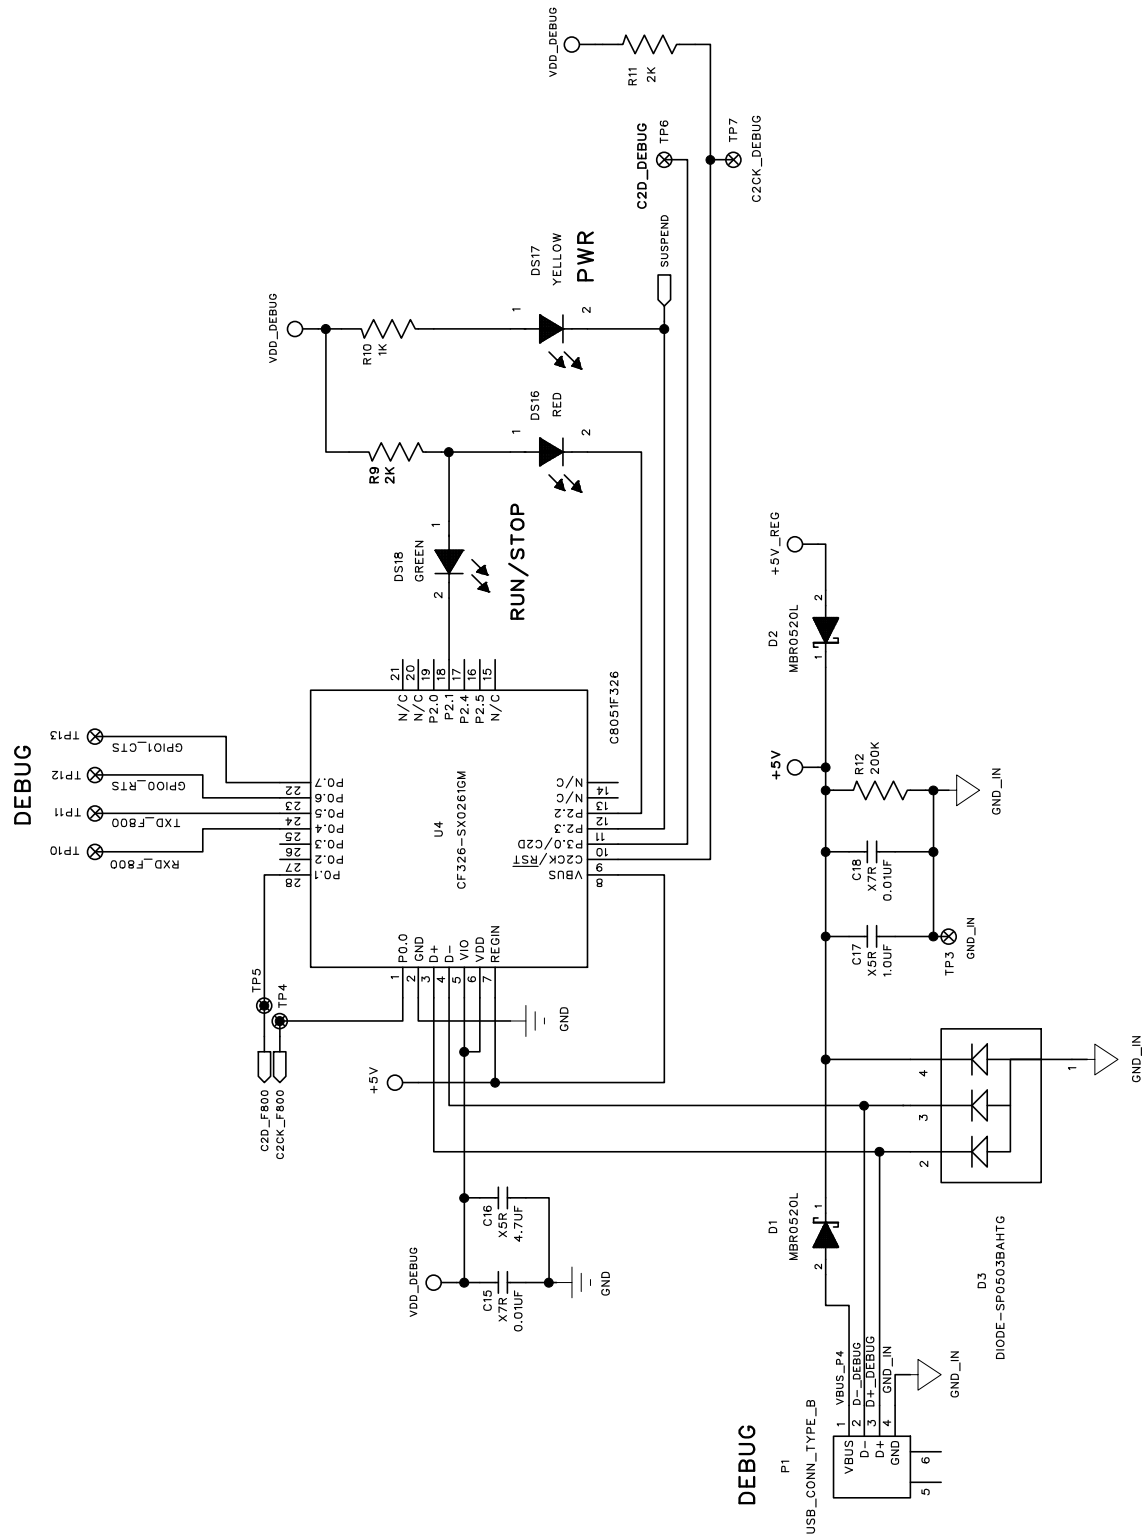 DEBUG
P1
USB_CONN_TYPE_B
VBUS
D-
D+
GND
1
2
3
4
5
6
VBUS_P4
D-_DEBUG
D+_DEBUG
GND_IN
GND_IN
D1
MBR0520L
2
1
D3
DIODE-SP0503BAHTG
2
3
4
1
GND_IN
VDD_DEBUG
C15
X7R
0.01UF
C16
X5R
4.7UF
GND
+5V
C2D_F800
C2CK_F800
TP5
TP4
GND
C17
X5R
1.0UF
TP3
GND_IN
C18
X7R
0.01UF
R12
200K
GND_IN
+5V
D2
MBR0520L
1
2
+5V_REG
DEBUG
TP10
TP11
TP12
TP13
RXD_F800
TXD_F800
GPIO0_RTS
GPIO1_CTS
U4
CF326-SX0261GM
C8051F326
1
2
3
4
5
6
7
P0.0
GND
D+
D-
VIO
VDD
REGIN
28
27
26
25
24
23
22
P0.1
P0.2
P0.3
P0.4
P0.5
P0.6
P0.7
8
9
10
11
12
13
14
VBUS
C2CK/RST
P3.0/C2D
P2.3
P2.2
N/C
N/C
21
20
19
18
17
16
15
N/C
N/C
P2.0
P2.1
P2.4
P2.5
N/C
DS18
GREEN
2
1
RUN/STOP
R9
2K
DS16
RED
1
2
VDD_DEBUG
R10
1K
DS17
YELLOW
PWR
1
2
SUSPEND
C2D_DEBUG
TP6
TP7
C2CK_DEBUG
VDD_DEBUG
R11
2K